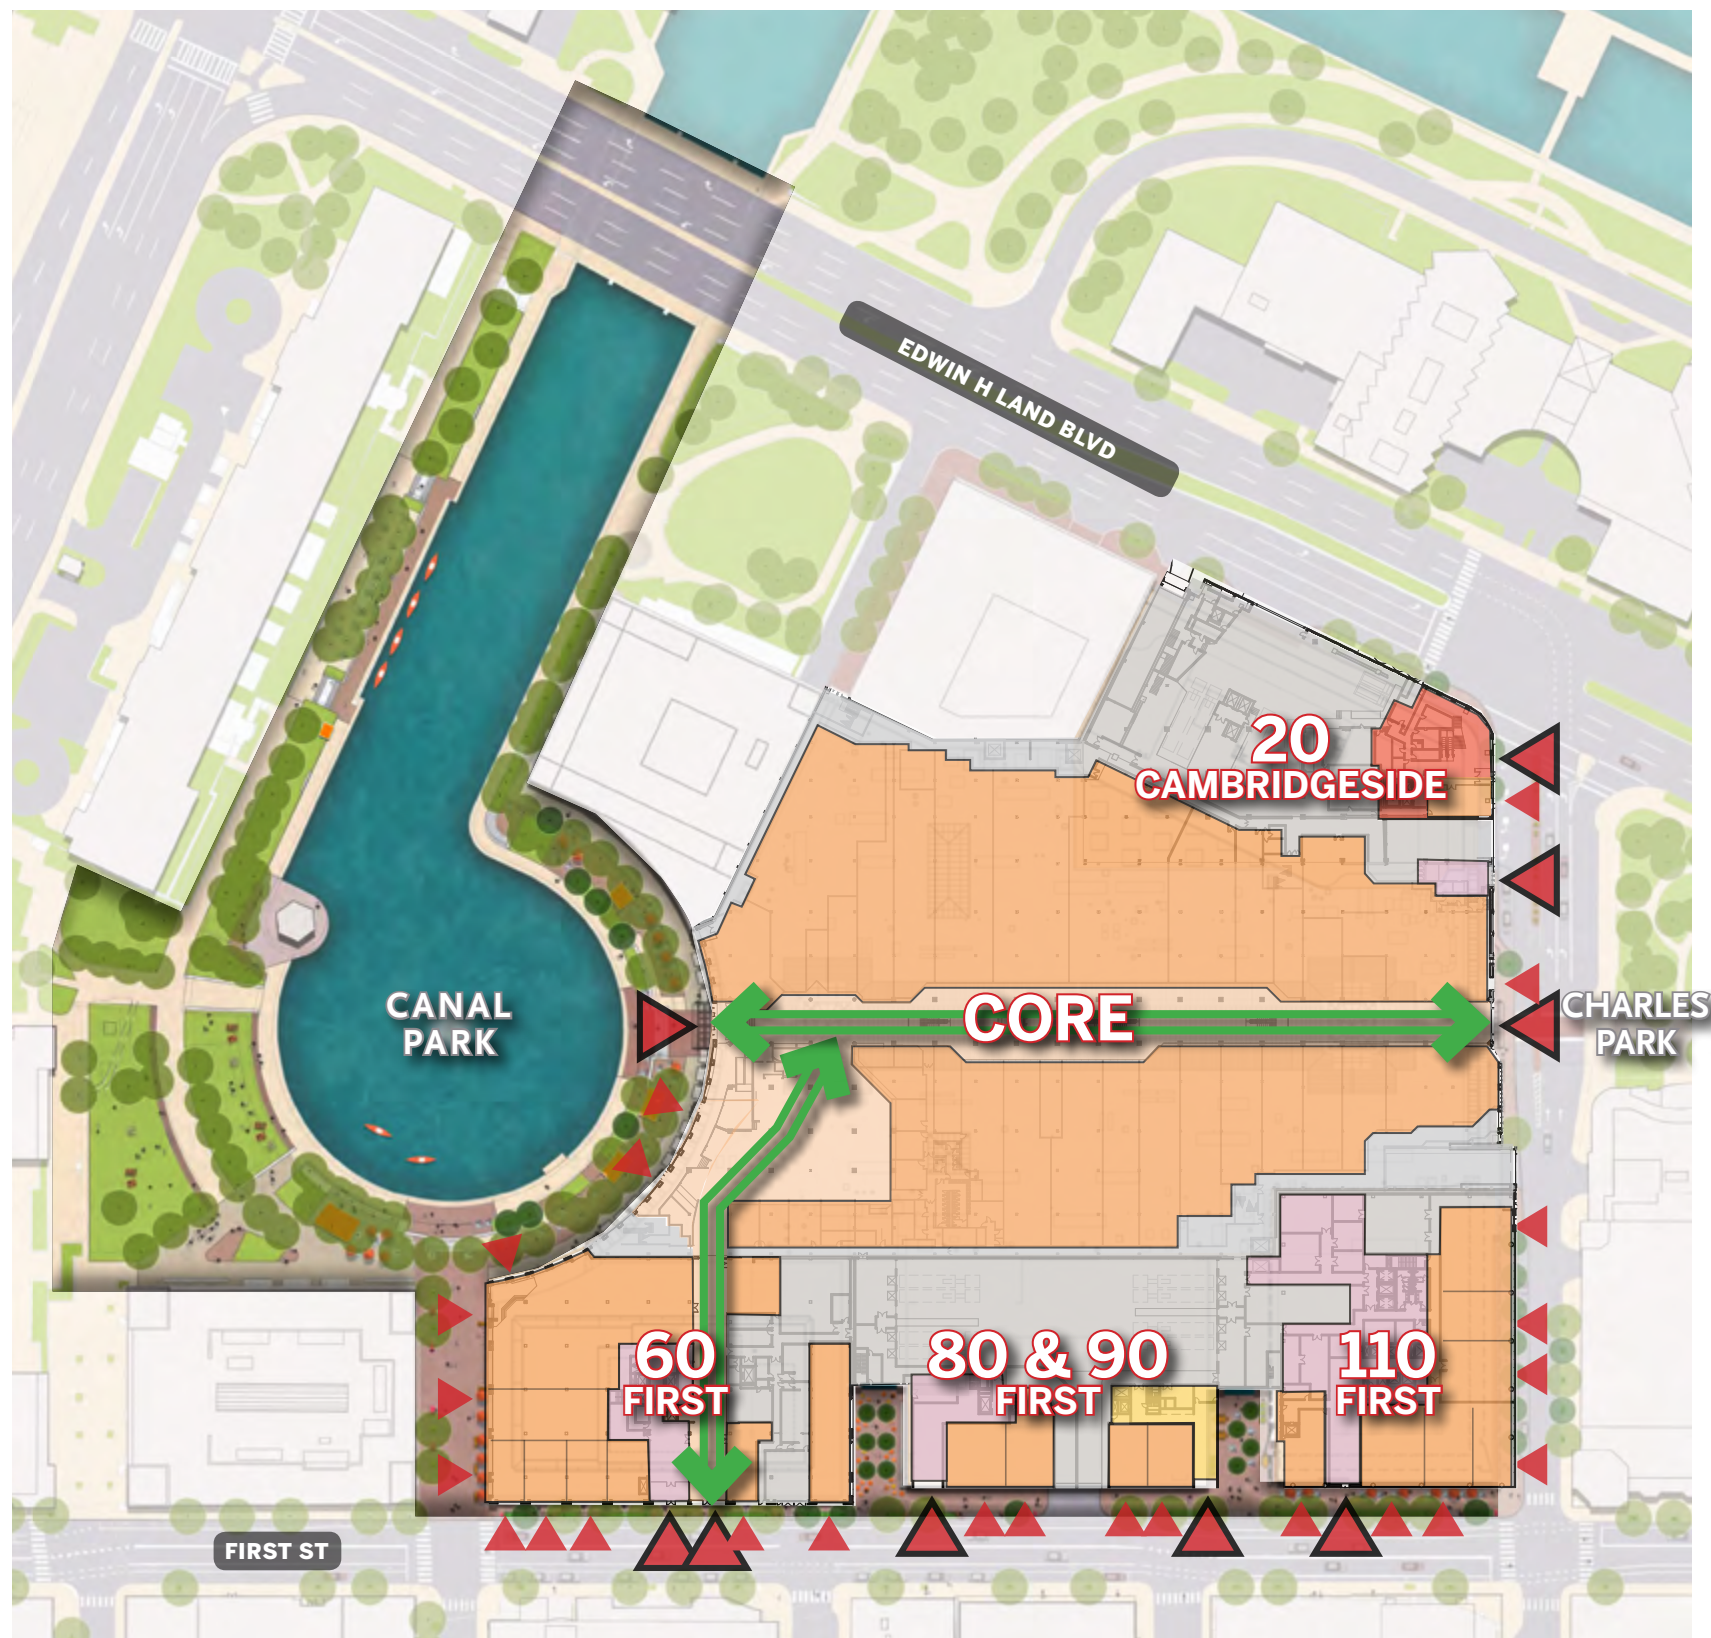 EDWIN H LAND BLVD
20
CAMBRIDGESIDE
CANAL
PARK
CORE
CHARLES
PARK
60
FIRST
80 & 90
FIRST
110
FIRST
FIRST ST